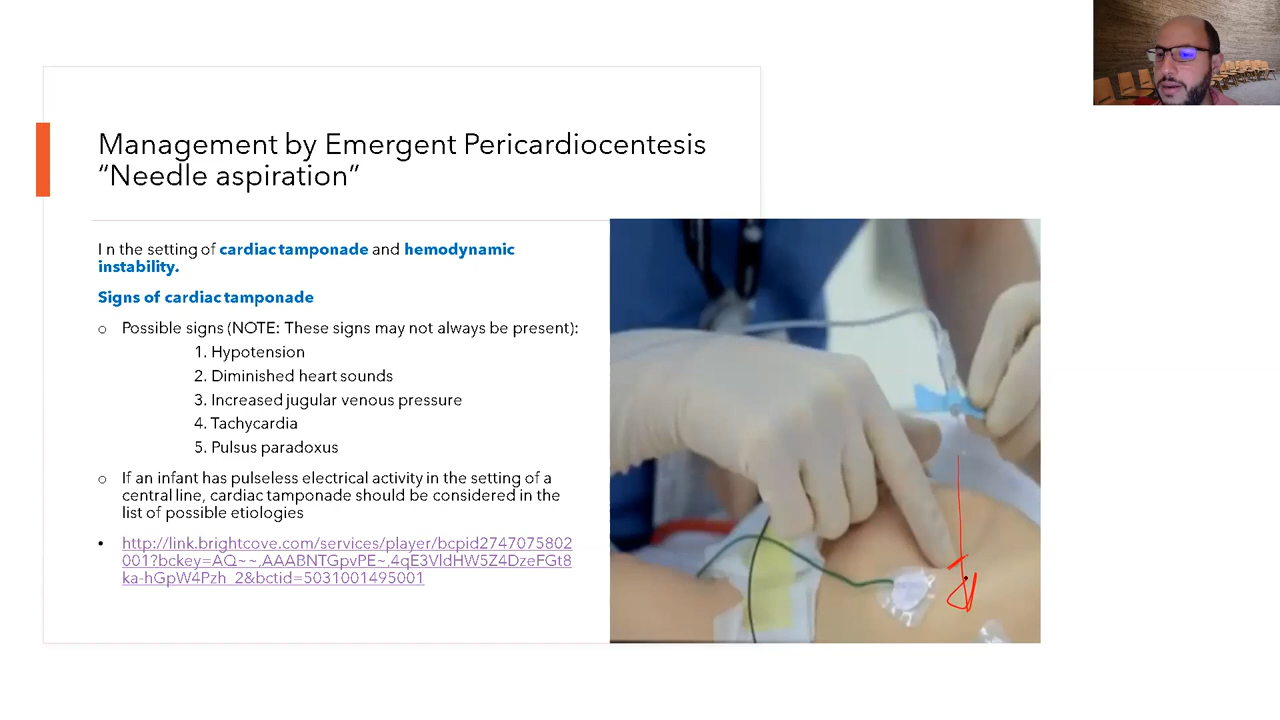 Management by Emergent Pericardiocentesis
“Needle aspiration”
I n the setting of cardiac tamponade and hemodynamic
instability.
Signs of cardiac tamponade
o Possible signs (NOTE: These signs may not always be present):
1. Hypotension
2. Diminished heart sounds
3. Increased jugular venous pressure
4. Tachycardia
5. Pulsus paradoxus
o If an infant has pulseless electrical activity in the setting of a
central line, cardiac tamponade should be considered in the
list of possible etiologies
• http://link.brightcove.com/services/player/bcpid2747075802
001?bckey=AQ~~,AAABNTGpvPE~,4qE3VldHW5Z4DzeFGt8
ka-hGpW4Pzh_2&bctid=5031001495001